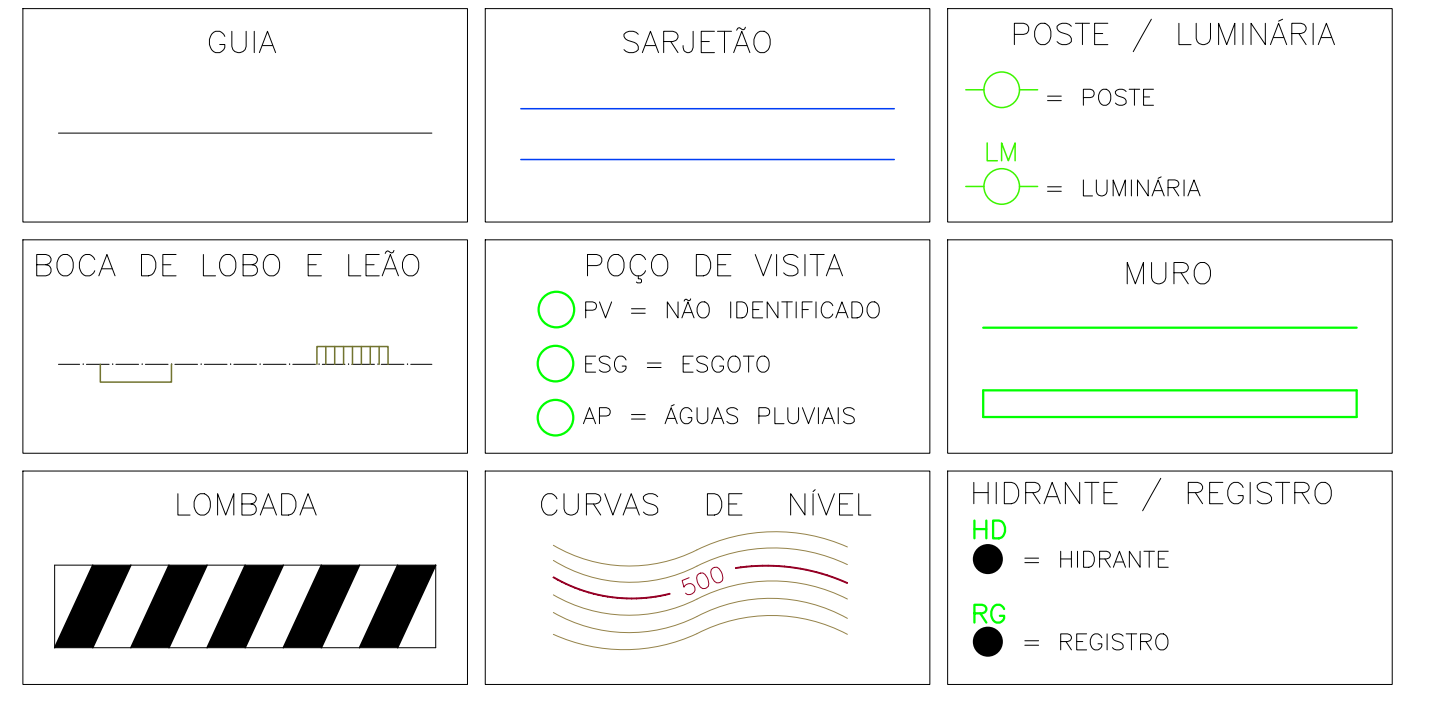 GUIA
SARJETÃO
POSTE / LUMINÁRIA
= POSTE
LM
= LUMINÁRIA
BOCA DE LOBO E LEÃO
POÇO DE VISITA
PV = NÃO IDENTIFICADO
ESG = ESGOTO
AP = ÁGUAS PLUVIAIS
MURO
LOMBADA
CURVAS DE NÍVEL
500
HIDRANTE / REGISTRO
HD
= HIDRANTE
RG
= REGISTRO